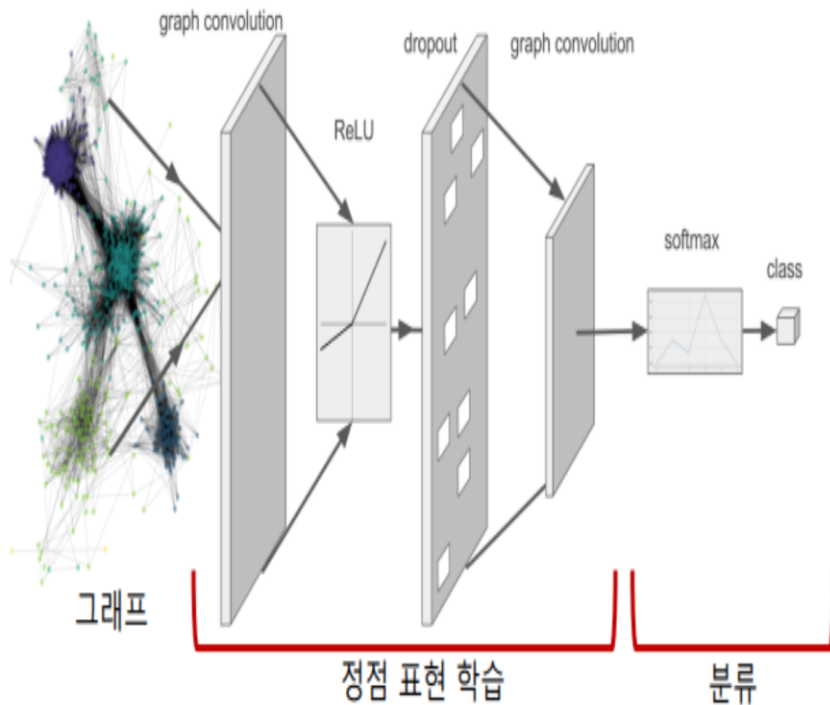 graph convolution
ReLU
dropout
graph convolution
softmax
class
그래프
정점 표현 학습
분류